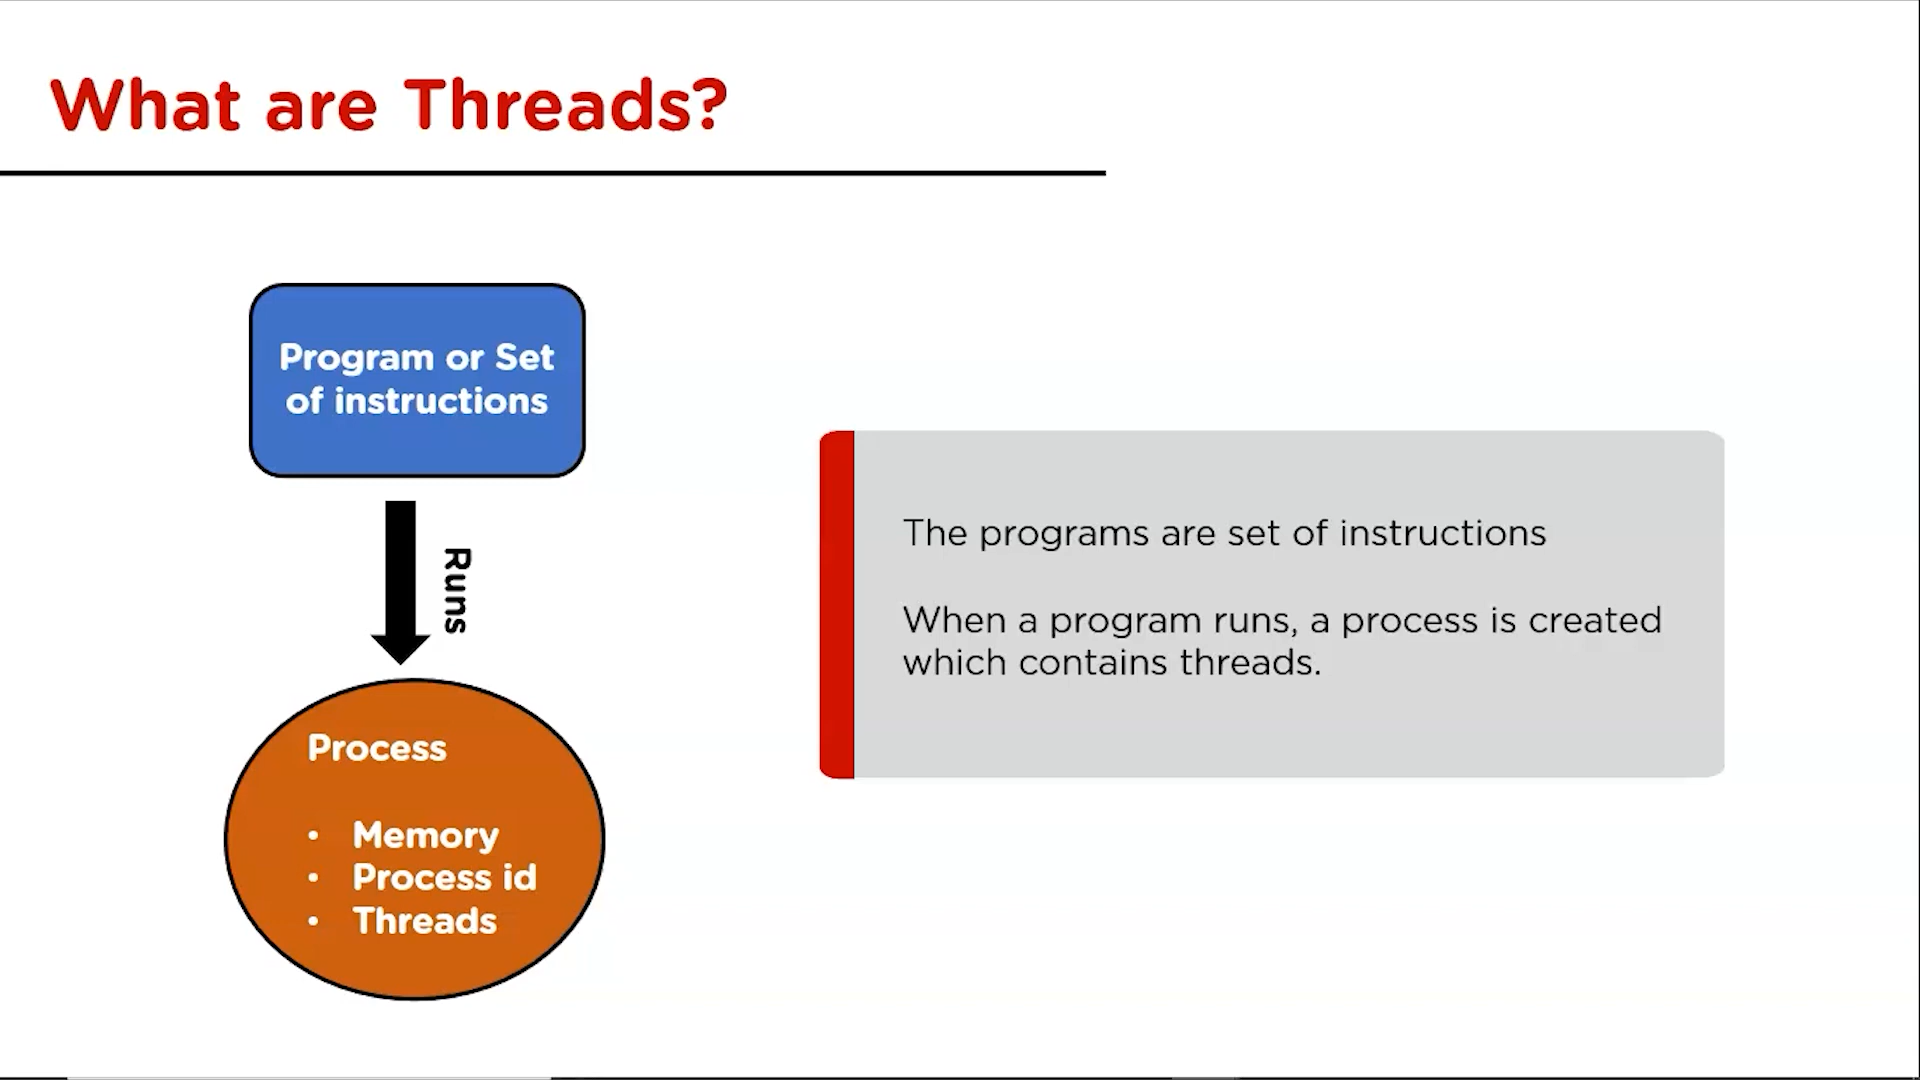 What are Threads?
Program or Set
of instructions
Runs
Process
• Memory
• Process id
• Threads
The programs are set of instructions
When a program runs, a process is created
which contains threads.